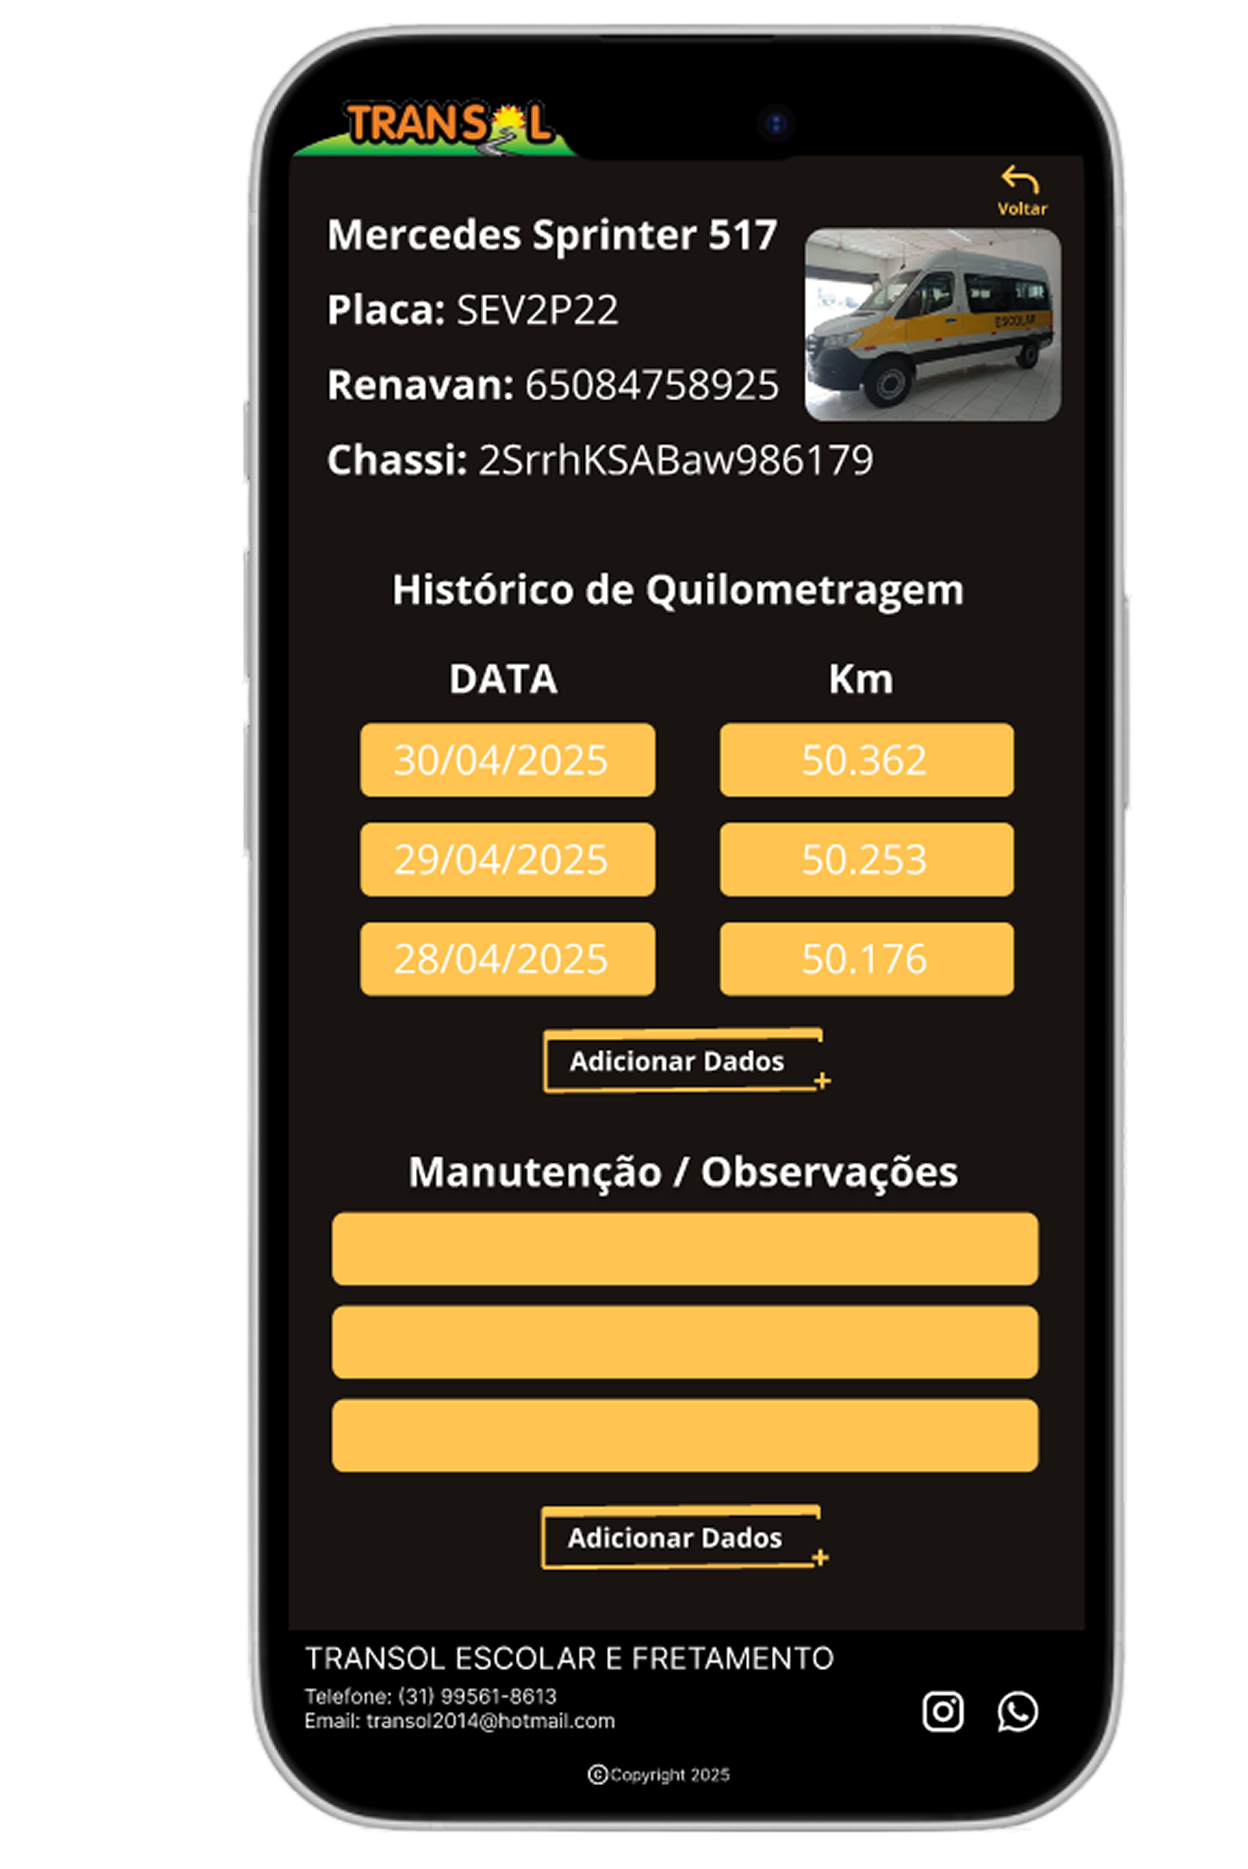 TRANSOL
Voltar
Mercedes Sprinter 517
Placa: SEV2P22
ESCOLAR
Renavan: 65084758925
Chassi: 2SrrhKSABaw986179
Histórico de Quilometragem
DATA Km
30/04/2025 50.362
29/04/2025 50.253
28/04/2025 50.176
Adicionar Dados
+
Manutenção / Observações
Adicionar Dados
+
TRANSOL ESCOLAR E FRETAMENTO
Telefone: (31) 99561-8613
Email: transol2014@hotmail.com
©Copyright 2025